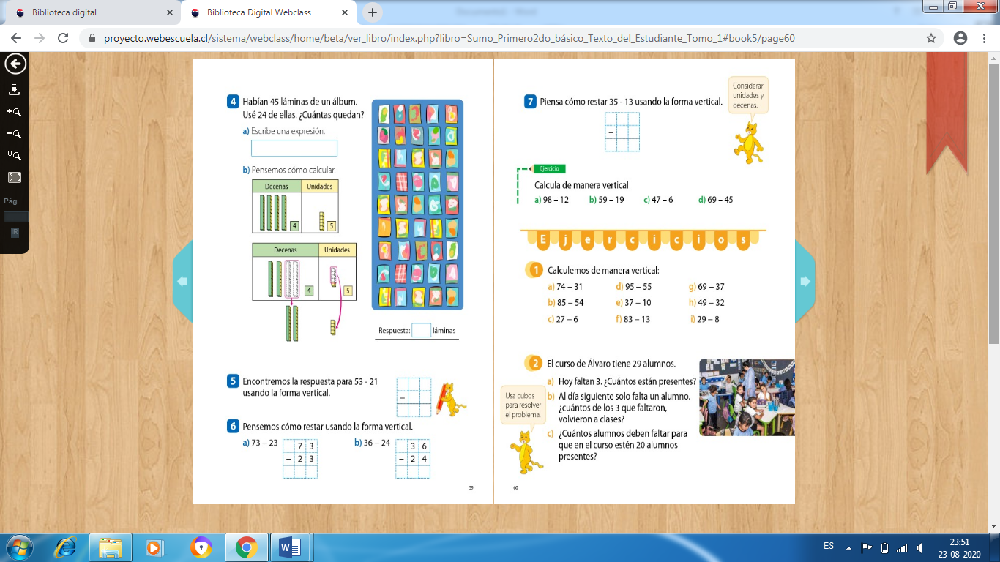 Biblioteca digital
Biblioteca Digital Webclass
proyecto.webescuela.cl/sistema/webclass/home/beta/ver_libro/index.php?libro=Sumo_Primero2do_básico_Texto_del_Estudiante_Tomo_1#book5/page60
Pág.
IR
4 Habían 45 láminas de un álbum.
Usé 24 de ellas. ¿Cuántas quedan?
a) Escribe una expresión.
b) Pensemos cómo calcular.
Decenas Unidades
4 5
Decenas Unidades
4 5
Respuesta: láminas
5 Encontremos la respuesta para 53 - 21
usando la forma vertical.
–
6 Pensemos cómo restar usando la forma vertical.
a) 73 – 23
7 3
– 2 3
b) 36 – 24
3 6
– 2 4
59
7 Piensa cómo restar 35 - 13 usando la forma vertical.
–
Considerar
unidades y
decenas.
Ejercicio
Calcula de manera vertical
a) 98 – 12 b) 59 – 19 c) 47 – 6 d) 69 – 45
Ejercicios
1 Calculemos de manera vertical:
a) 74 – 31 d) 95 – 55 g) 69 – 37
b) 85 – 54 e) 37 – 10 h) 49 – 32
c) 27 – 6 f) 83 – 13 i) 29 – 8
2 El curso de Álvaro tiene 29 alumnos.
a) Hoy faltan 3. ¿Cuántos están presentes?
b) Al día siguiente solo falta un alumno.
¿cuántos de los 3 que faltaron,
volvieron a clases?
c) ¿Cuántos alumnos deben faltar para
que en el curso estén 20 alumnos
presentes?
Usa cubos
para resolver
el problema.
60
ES
23:51
23-08-2020